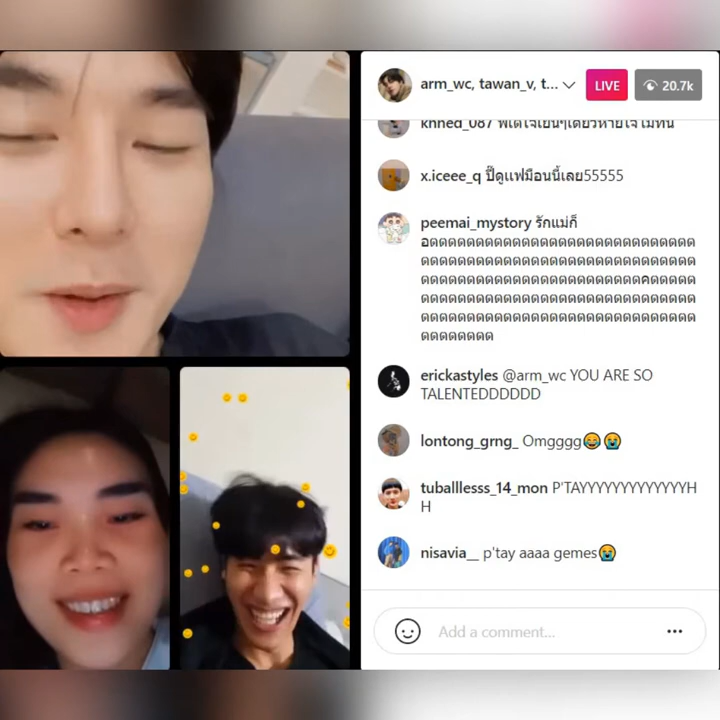 arm_wc, tawan_v, t...
LIVE
20.7k
x.iceee_q ปี๊ดูแฟมือนนี้เลย55555
peemai_mystory รักแม่ก็
อดดดดดดดดดดดดดดดดดดดดดดดดดดดดด
ดดดดดดดดดดดดดดดดดดดดดดดดดดดดดด
ดดดดดดดดดดดดดดดดดดดดดดดดคดดดดด
ดดดดดดดดดดดดดดดดดดดดดดดดดดดดดด
ดดดดดดดดดดดดดดดดดดดดดดดดดดดดดด
ดดดดดดดด
erickastyles @arm_wc YOU ARE SO
TALENTEDDDDDD
lontong_grng_ Omgggg😂😭
tuballlesss_14_mon P'TAYYYYYYYYYYYYH
H
nisavia__ p'tay aaaa gemes😭
Add a comment...